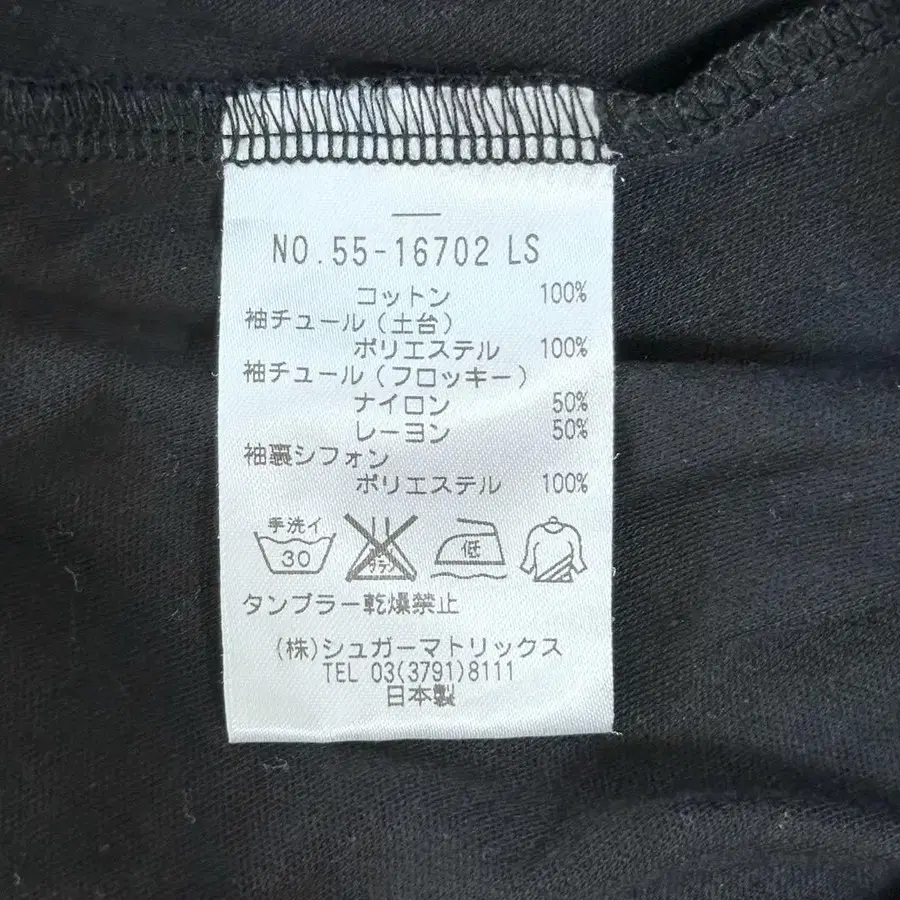 NO.55-16702 LS
コットン 100%
袖チュール(土台)
ポリエステル 100%
袖チュール(フロッキー)
ナイロン 50%
レーヨン 50%
袖裏シフォン
ポリエステル 100%
手洗イ
30
低
タンブラー乾燥禁止
(株)シュガーマトリックス
TEL 03(3791)8111
日本製